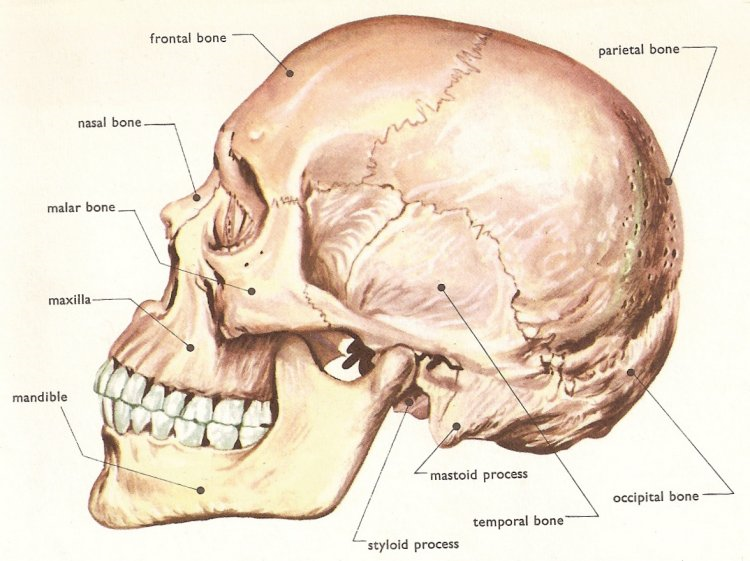 frontal bone
parietal bone
nasal bone
malar bone
maxilla
mandible
mastoid process
occipital bone
temporal bone
styloid process